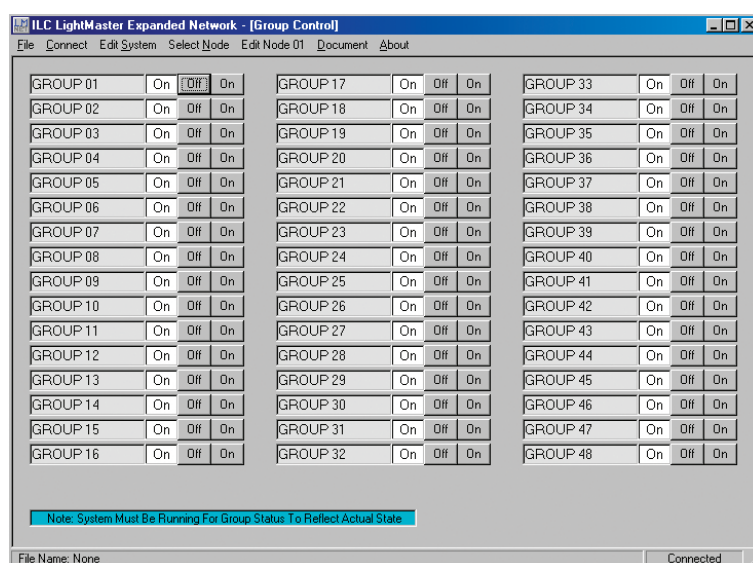 ILC LightMaster Expanded Network - [Group Control]
File Connect Edit System Select Node Edit Node 01 Document About
GROUP 01 On Off On GROUP 17 On Off On GROUP 33 On Off On
GROUP 02 On Off On GROUP 18 On Off On GROUP 34 On Off On
GROUP 03 On Off On GROUP 19 On Off On GROUP 35 On Off On
GROUP 04 On Off On GROUP 20 On Off On GROUP 36 On Off On
GROUP 05 On Off On GROUP 21 On Off On GROUP 37 On Off On
GROUP 06 On Off On GROUP 22 On Off On GROUP 38 On Off On
GROUP 07 On Off On GROUP 23 On Off On GROUP 39 On Off On
GROUP 08 On Off On GROUP 24 On Off On GROUP 40 On Off On
GROUP 09 On Off On GROUP 25 On Off On GROUP 41 On Off On
GROUP 10 On Off On GROUP 26 On Off On GROUP 42 On Off On
GROUP 11 On Off On GROUP 27 On Off On GROUP 43 On Off On
GROUP 12 On Off On GROUP 28 On Off On GROUP 44 On Off On
GROUP 13 On Off On GROUP 29 On Off On GROUP 45 On Off On
GROUP 14 On Off On GROUP 30 On Off On GROUP 46 On Off On
GROUP 15 On Off On GROUP 31 On Off On GROUP 47 On Off On
GROUP 16 On Off On GROUP 32 On Off On GROUP 48 On Off On
Note: System Must Be Running For Group Status To Reflect Actual State
File Name: None Connected